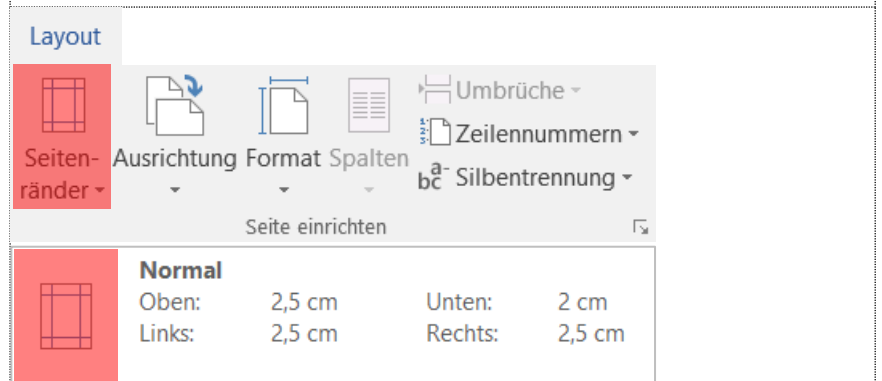 Layout
Umbrüche
Zeilennummern
Seiten- Ausrichtung Format Spalten
ränder
Silbentrennung
Seite einrichten
Normal
Oben: 2,5 cm Unten: 2 cm
Links: 2,5 cm Rechts: 2,5 cm